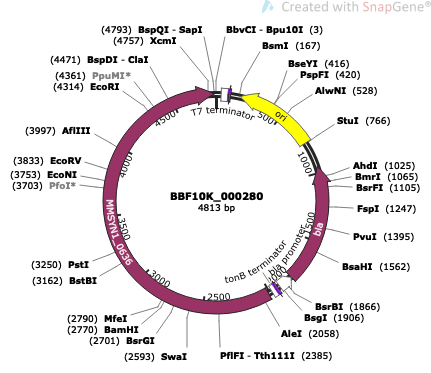 Created with SnapGene®
(4793) BspQI - SapI
(4757) XcmI
(4471) BspDI - ClaI
(4361) PpuMI*
(4314) EcoRI
(3997) AflIII
(3833) EcoRV
(3753) EcoNI
(3703) PfoI*
(3250) PstI
(3162) BstBI
(2790) MfeI
(2770) BamHI
(2701) BsrGI
(2593) SwaI
BbvCI - Bpu10I (3)
BsmI (167)
BseYI (416)
PspFI (420)
AlwNI (528)
StuI (766)
AhdI (1025)
BmrI (1065)
BsrFI (1105)
FspI (1247)
PvuI (1395)
BsaHI (1562)
BsrBI (1866)
BsgI (1906)
AleI (2058)
PflFI - Tth111I (2385)
T7 terminator
ori
bla
bla promoter
tonB terminator
MMSYN1_0636
500
1000
1500
2500
3000
3500
4000
4500
BBF10K_000280
4813 bp